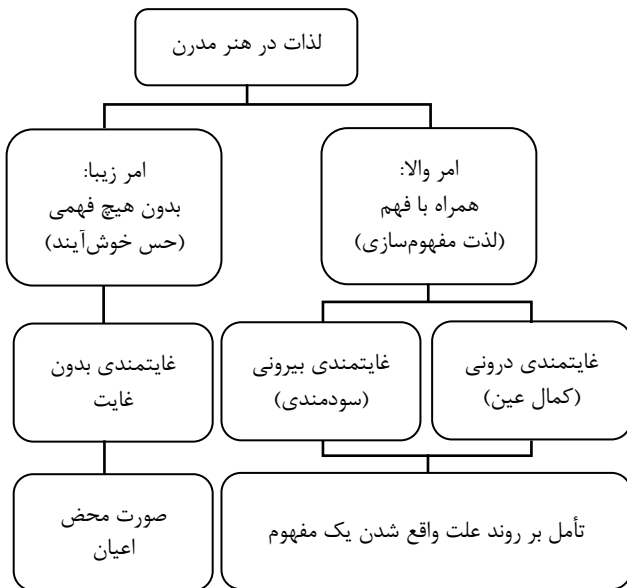 لذات در هنر مدرن
امر والا:
همراه با فهم
(لذت مفهوم‌سازی)
امر زیبا:
بدون هیچ فهمی
(حس خوش‌آیند)
غایتمندی درونی
(کمال عین)
غایتمندی بیرونی
(سودمندی)
غایتمندی بدون
غایت
تأمل بر روند علت واقع شدن یک مفهوم
صورت محض
اعیان